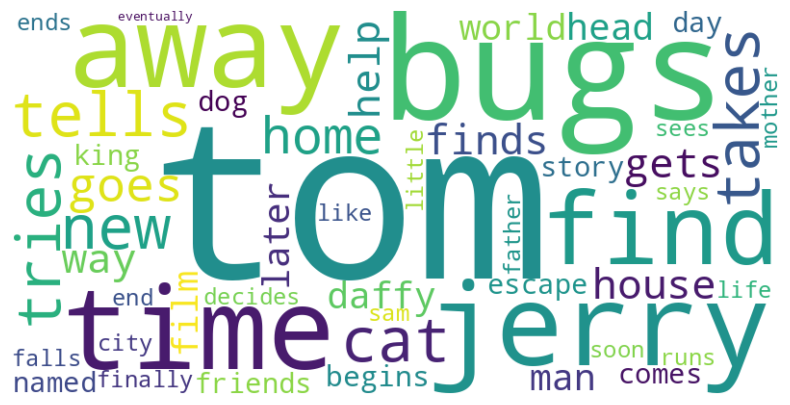 ends
eventually
away
help
bugs
world
head
day
takes
mother
tells
dog
home
finds
sees
king
goes
tom
little
story
gets
says
tries
new
later
like
father
find
way
film
escape
house
life
end
decides
daffy
time
cat
sam
jerry
city
soon
runs
falls
named
finally
friends
begins
man
comes